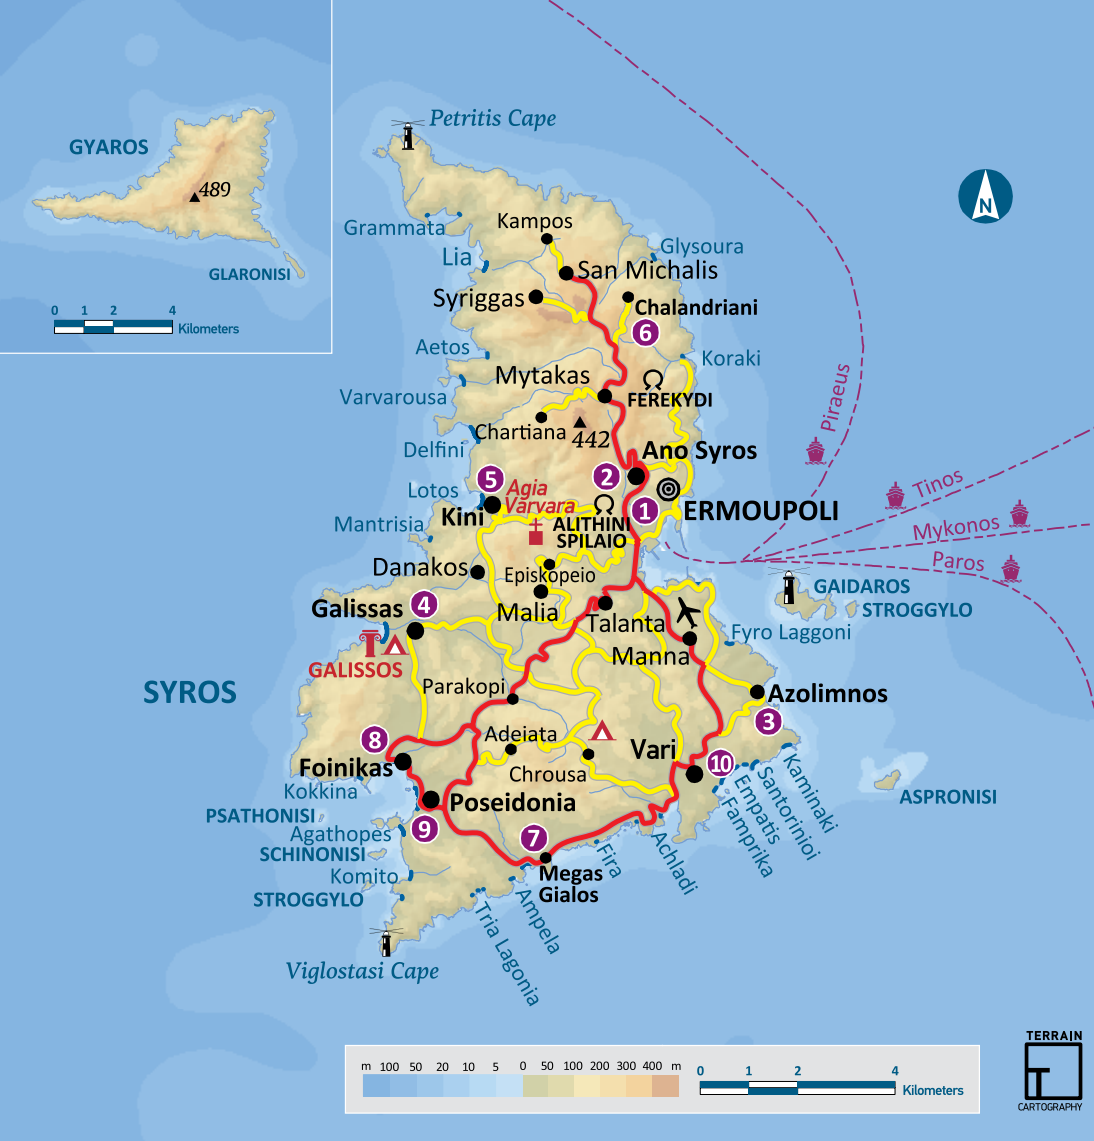 GYAROS
489
GLARONISI
0 1 2 4
Kilometers
Petritis Cape
N
Grammata
Kampos
Glysoura
Lia
San Michalis
Syriggas
Chalandriani
6
Aetos
Koraki
Mytakas
Varvarousa
FEREKYDI
Piraeus
Chartiana
442
Delfini
Ano Syros
2
5
Lotos
Agia
Varvara
Tinos
Kini
1
ERMOUPOLI
Mantrisia
ALITHINI
SPILAIO
Mykonos
Paros
Danakos
Episkopeio
GAIDAROS
Galissas
4
Malia
STROGGYLO
Talanta
Fyro Laggoni
GALISSOS
Manna
SYROS
Parakopi
Azolimnos
3
8
Adeiata
Vari
Foinikas
Chrousa
10
Kaminaki
Santorinioi
Empatis
Famprika
Kokkina
ASPRONISI
Poseidonia
PSATHONISI
9
Agathopes
7
SCHINONISI
Fira
Achladi
Komito
Megas
Gialos
STROGGYLO
Ampela
Tria Lagonia
Viglostasi Cape
m 100 50 20 10 5 0 50 100 200 300 400 m
0 1 2 4
Kilometers
TERRAIN
T
CARTOGRAPHY